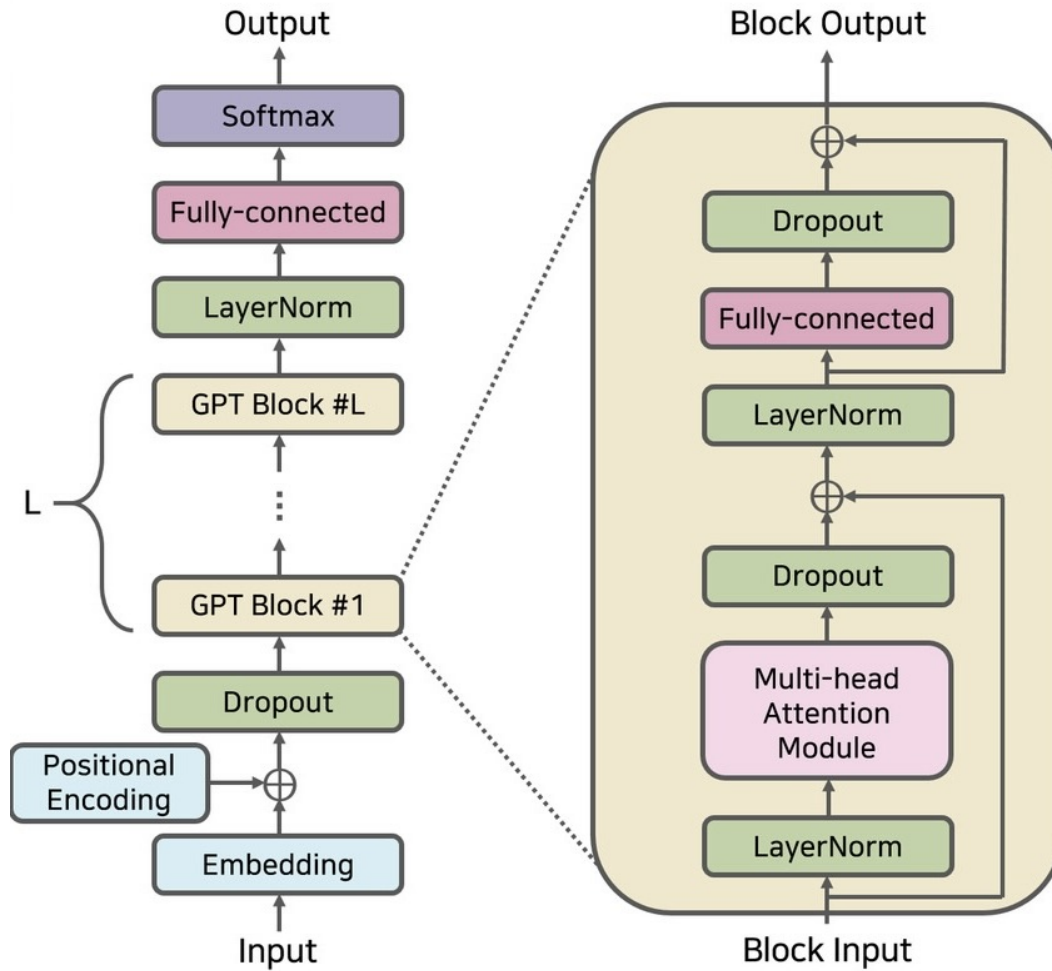 Output
Softmax
Fully-connected
LayerNorm
GPT Block #L
L
GPT Block #1
Dropout
Positional
Encoding
Embedding
Input
Block Output
Dropout
Fully-connected
LayerNorm
Dropout
Multi-head
Attention
Module
LayerNorm
Block Input